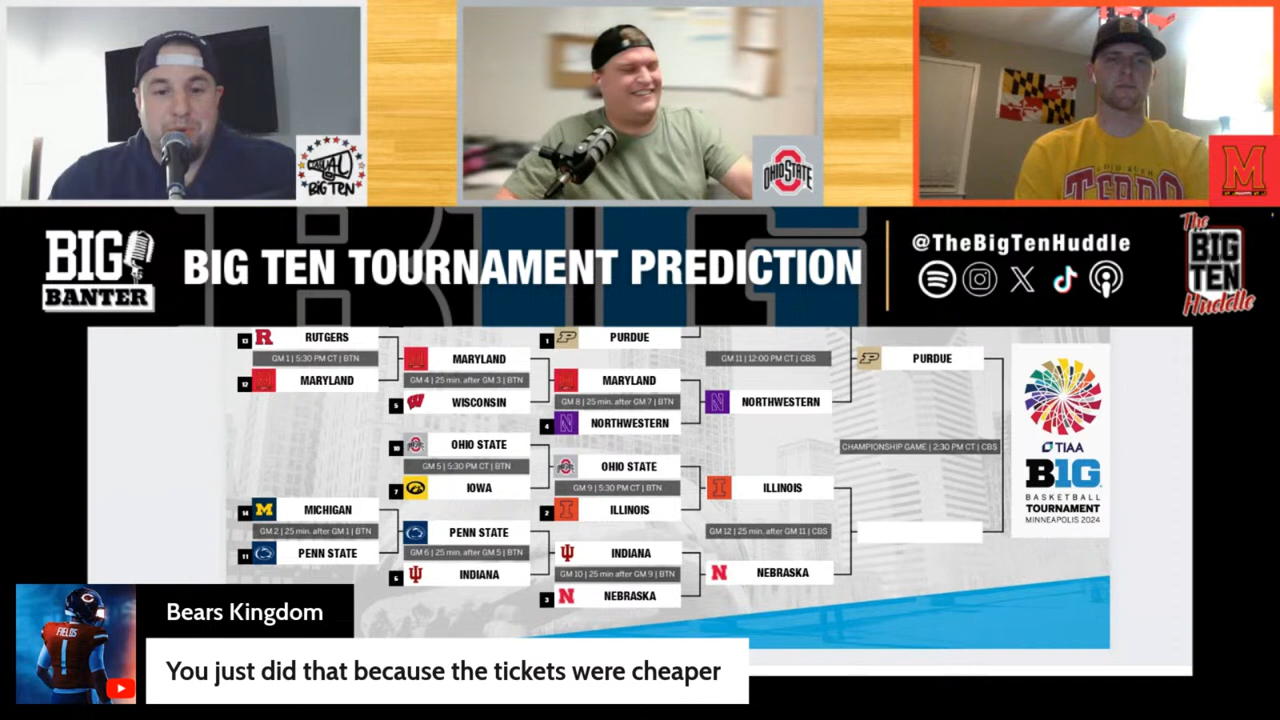 BIG TEN
OHIO STATE
TERRO
M
BIG
BANTER
BIG TEN TOURNAMENT PREDICTION
@TheBigTenHuddle
The
BIG
TEN
Huddle
13 R RUTGERS
GM 1 | 5:30 PM CT | BTN
12 MARYLAND
MARYLAND
GM 4 | 25 min. after GM 3 | BTN
5 WISCONSIN
10 OHIO STATE
GM 5 | 5:30 PM CT | BTN
7 IOWA
14 M MICHIGAN
GM 2 | 25 min. after GM 1 | BTN
11 PENN STATE
PENN STATE
GM 6 | 25 min. after GM 5 | BTN
6 INDIANA
1 P PURDUE
MARYLAND
GM 8 | 25 min. after GM 7 | BTN
4 N NORTHWESTERN
OHIO STATE
GM 9 | 5:30 PM CT | BTN
2 I ILLINOIS
INDIANA
GM 10 | 25 min after GM 9 | BTN
3 N NEBRASKA
GM 11 | 12:00 PM CT | CBS
N NORTHWESTERN
I ILLINOIS
GM 12 | 25 min. after GM 11 | CBS
N NEBRASKA
P PURDUE
CHAMPIONSHIP GAME | 2:30 PM CT | CBS
TIAA
B1G
BASKETBALL
TOURNAMENT
MINNEAPOLIS 2024
FIELDS
1
Bears Kingdom
You just did that because the tickets were cheaper